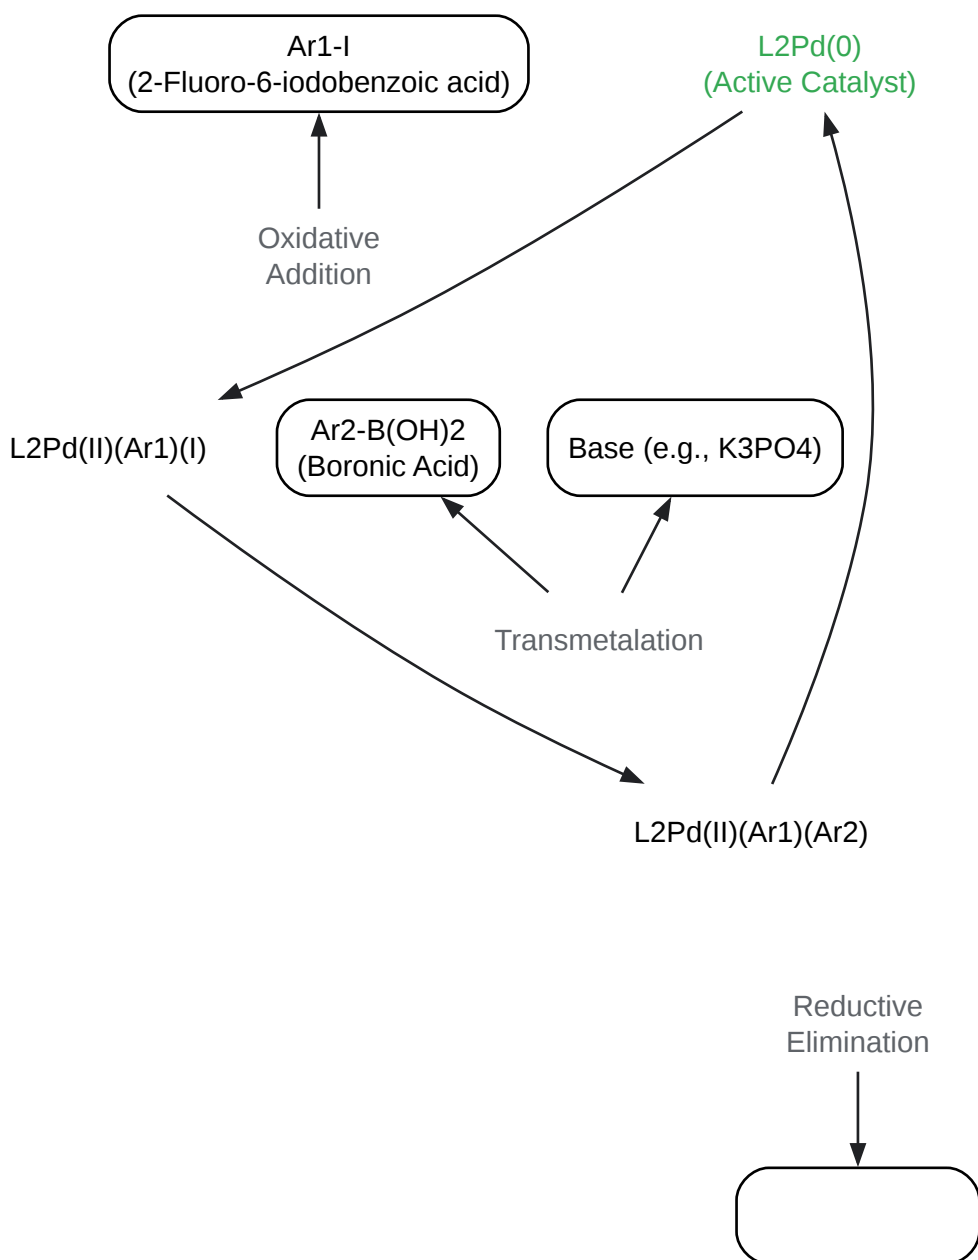 Ar1-I
(2-Fluoro-6-iodobenzoic acid)
L2Pd(0)
(Active Catalyst)
Oxidative
Addition
L2Pd(II)(Ar1)(I)
Ar2-B(OH)2
(Boronic Acid)
Base (e.g., K3PO4)
Transmetalation
L2Pd(II)(Ar1)(Ar2)
Reductive
Elimination